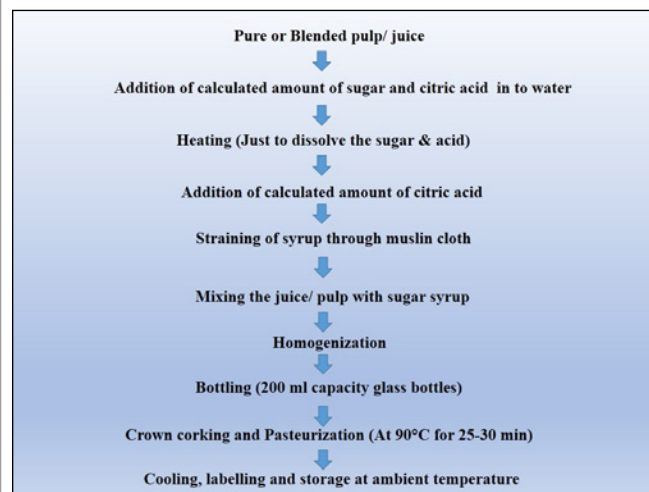 Pure or Blended pulp/ juice
Addition of calculated amount of sugar and citric acid in to water
Heating (Just to dissolve the sugar & acid)
Addition of calculated amount of citric acid
Straining of syrup through muslin cloth
Mixing the juice/ pulp with sugar syrup
Homogenization
Bottling (200 ml capacity glass bottles)
Crown corking and Pasteurization (At 90°C for 25-30 min)
Cooling, labelling and storage at ambient temperature